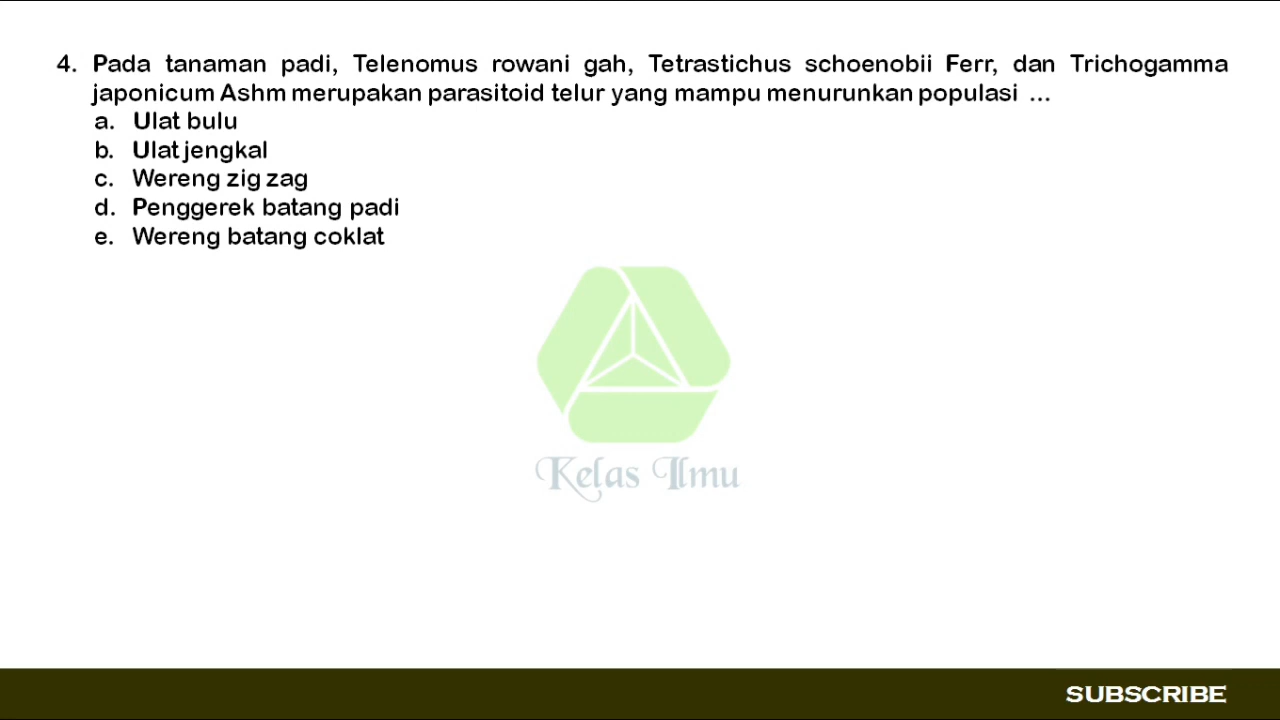 4. Pada tanaman padi, Telenomus rowani gah, Tetrastichus schoenobii Ferr, dan Trichogamma
japonicum Ashm merupakan parasitoid telur yang mampu menurunkan populasi ...
a. Ulat bulu
b. Ulat jengkal
c. Wereng zig zag
d. Penggerek batang padi
e. Wereng batang coklat
Kelas Ilmu
SUBSCRIBE